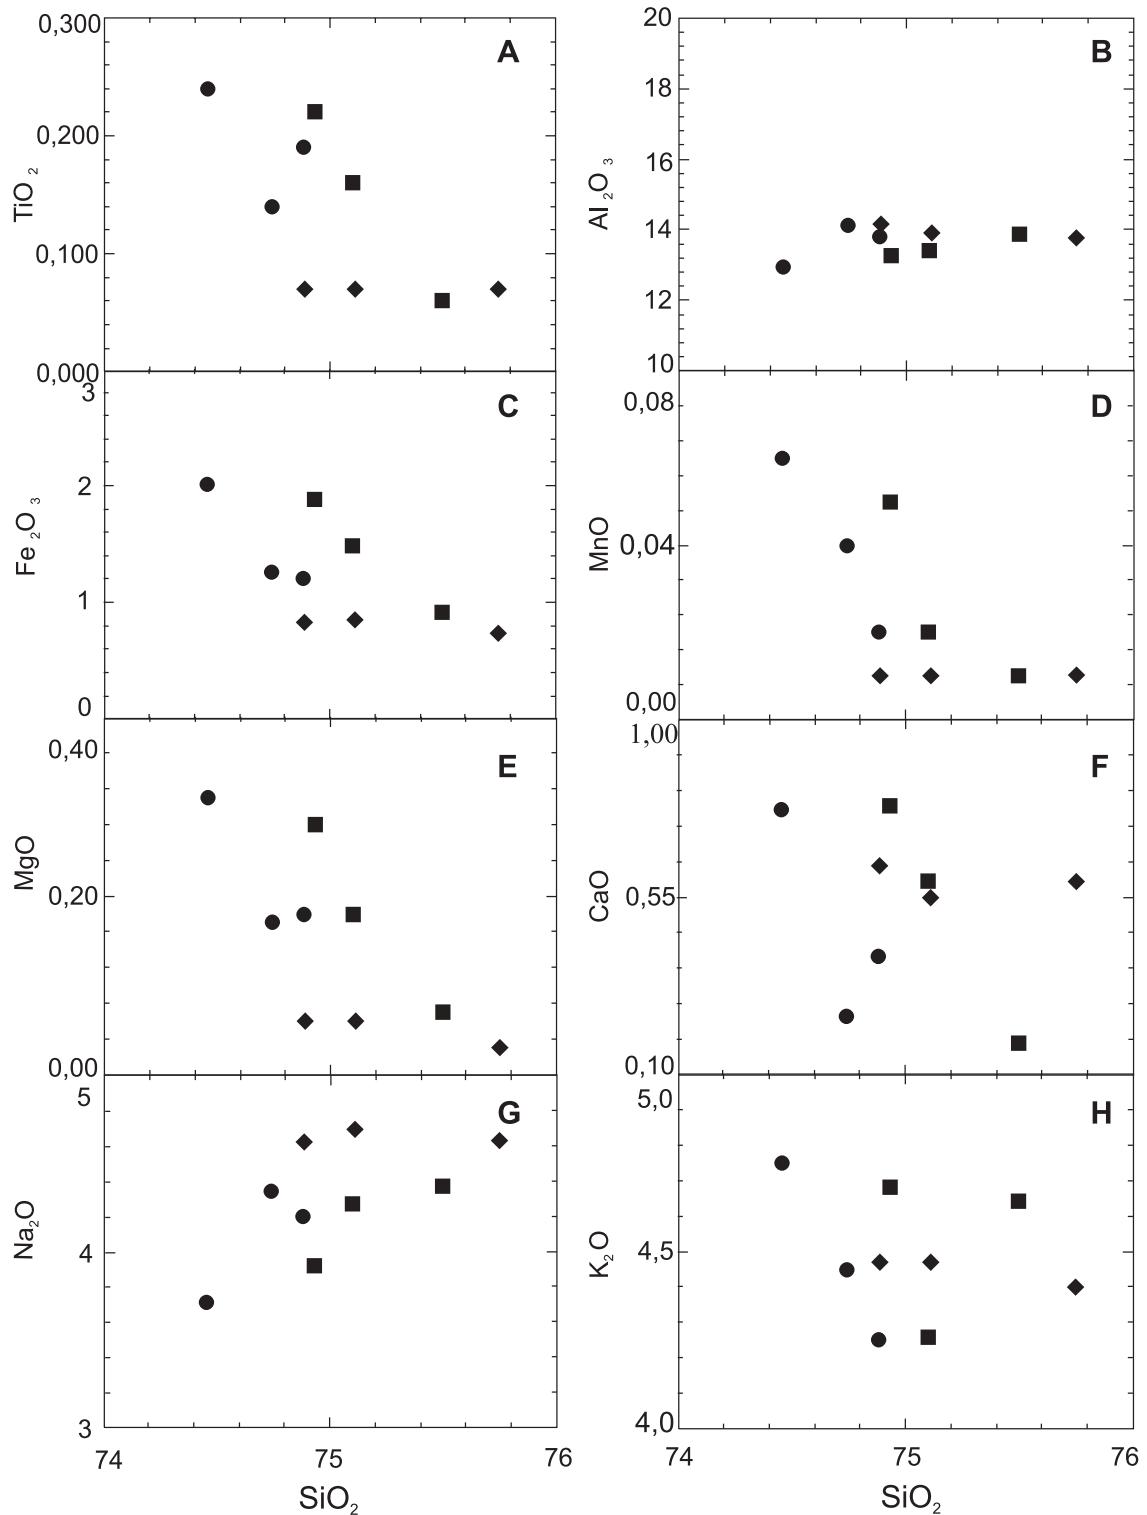 0,300
A
0,200
TiO2
0,100
0,000
20
B
18
16
Al2O3
14
12
10
3
C
2
Fe2O3
1
0
0,08
D
MnO
0,04
0,00
0,40
E
MgO
0,20
0,00
1,00
F
CaO
0,55
0,10
5
G
Na2O
4
3
74
75
76
SiO2
5,0
H
K2O
4,5
4,0
74
75
76
SiO2